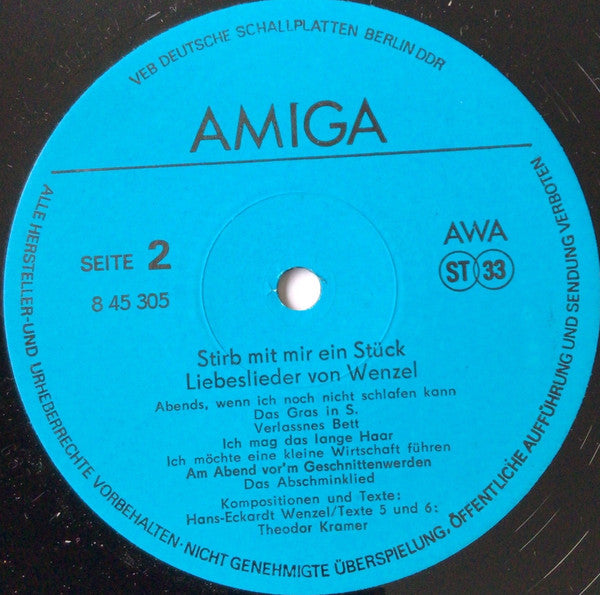 VEB DEUTSCHE SCHALLPLATTEN BERLIN DDR
AMIGA
SEITE 2
8 45 305
AWA
ST 33
Stirb mit mir ein Stück
Liebeslieder von Wenzel
Abends, wenn ich noch nicht schlafen kann
Das Gras in S.
Verlassnes Bett
Ich mag das lange Haar
Ich möchte eine kleine Wirtschaft führen
Am Abend vor'm Geschnittenwerden
Das Abschminklied
Kompositionen und Texte:
Hans-Eckardt Wenzel/Texte 5 und 6:
Theodor Kramer
ALLE HERSTELLER-UND URHEBERRECHTE VORBEHALTEN·NICHT GENEHMIGTE ÜBERSPIELUNG, ÖFFENTLICHE AUFFÜHRUNG UND SENDUNG VERBOTEN